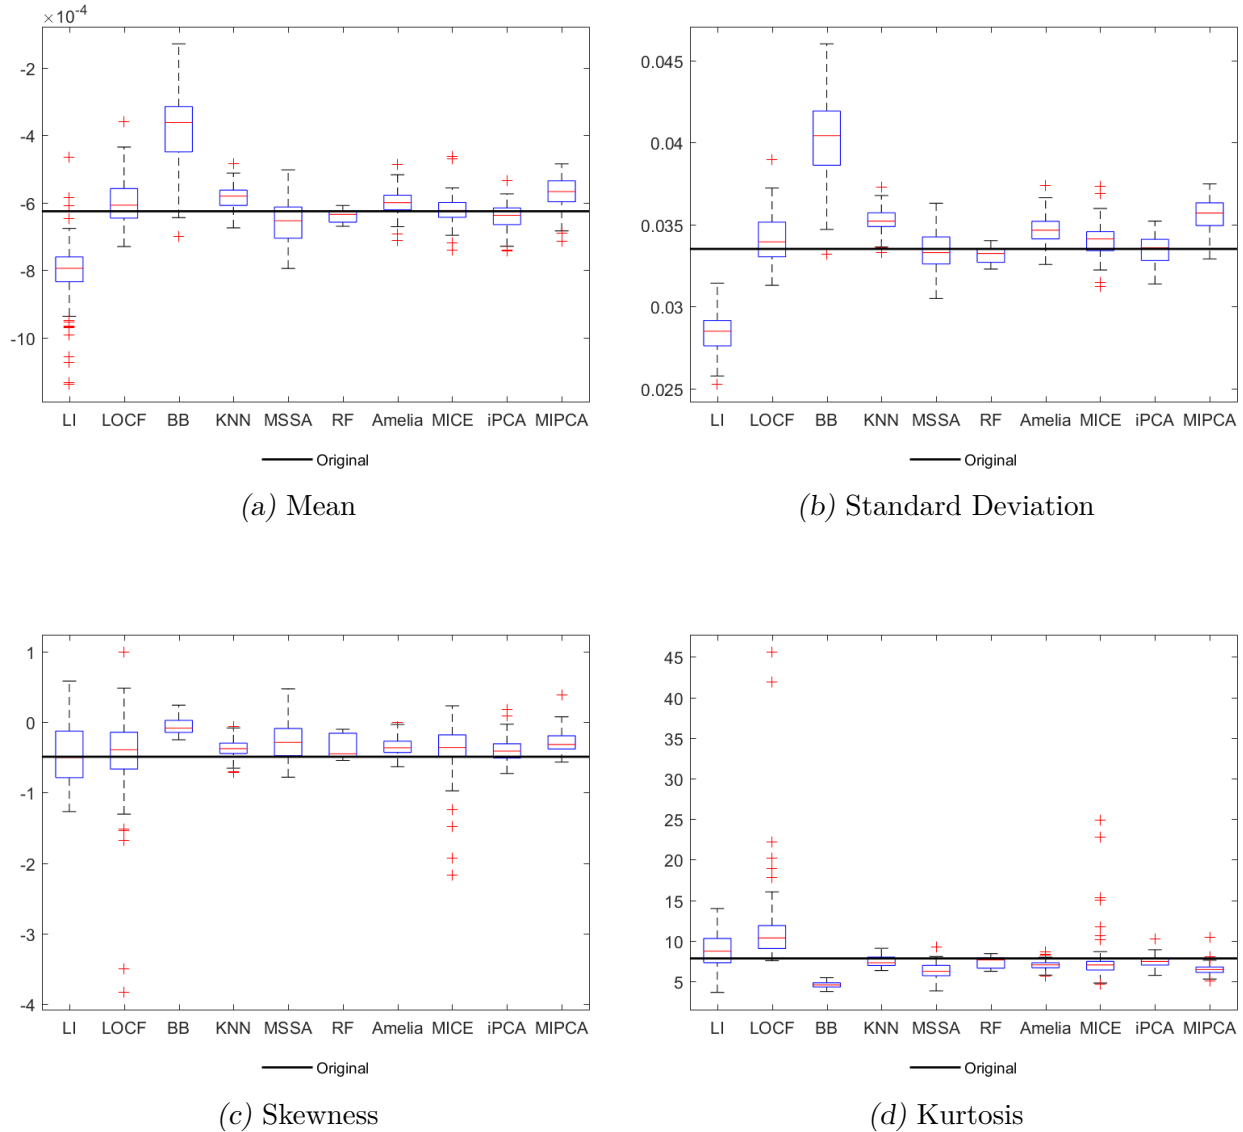 ×10⁻⁴
-2
-4
-6
-8
-10
LI LOCF BB KNN MSSA RF Amelia MICE iPCA MIPCA
Original
(a) Mean
0.045
0.04
0.035
0.03
0.025
LI LOCF BB KNN MSSA RF Amelia MICE iPCA MIPCA
Original
(b) Standard Deviation
1
0
-1
-2
-3
-4
LI LOCF BB KNN MSSA RF Amelia MICE iPCA MIPCA
Original
(c) Skewness
45
40
35
30
25
20
15
10
5
LI LOCF BB KNN MSSA RF Amelia MICE iPCA MIPCA
Original
(d) Kurtosis